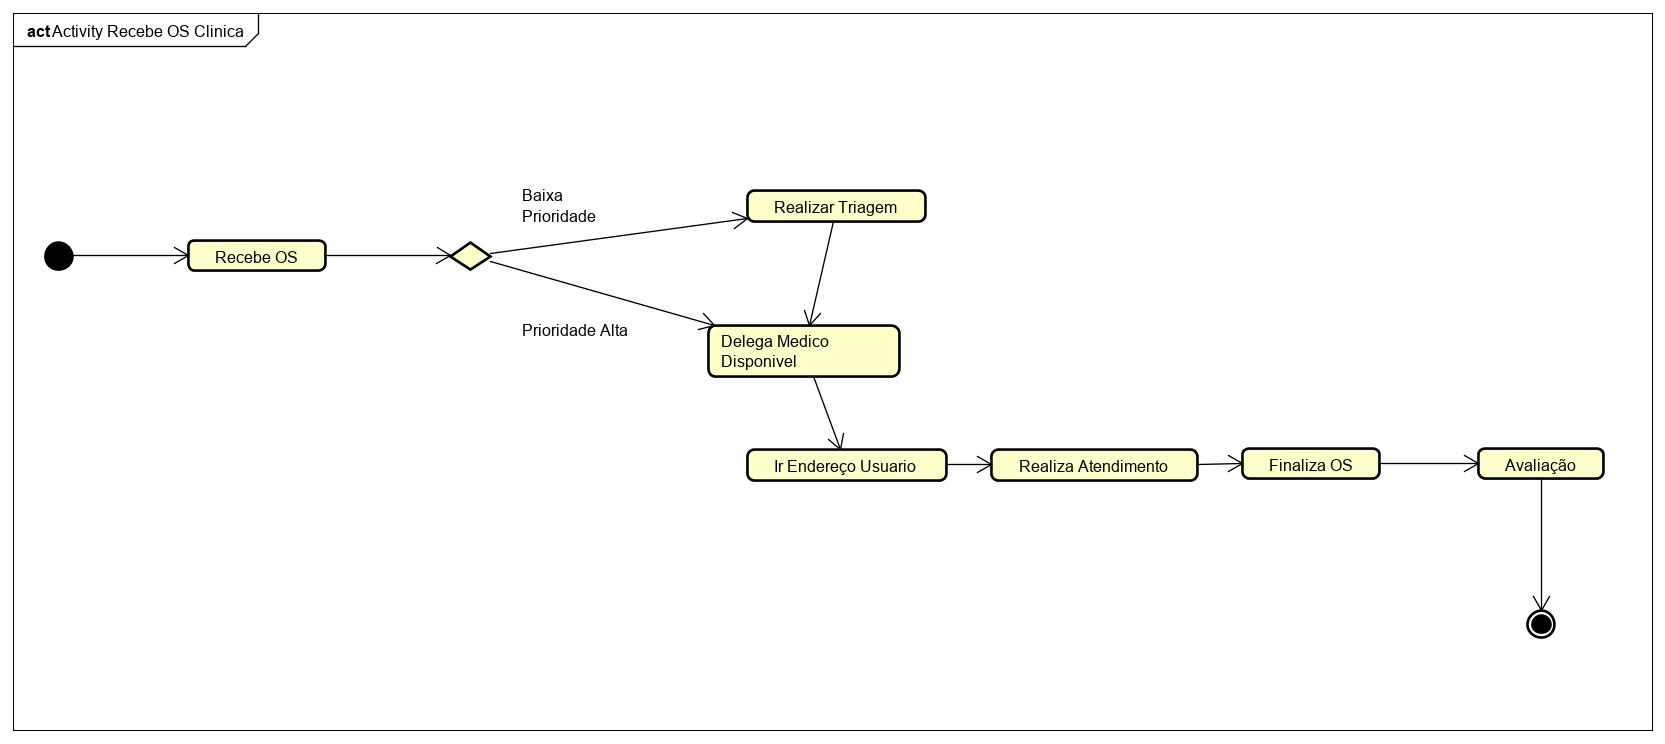 act Activity Recebe OS Clinica
Baixa
Prioridade
Realizar Triagem
Recebe OS
Prioridade Alta
Delega Medico
Disponivel
Ir Endereço Usuario
Realiza Atendimento
Finaliza OS
Avaliação